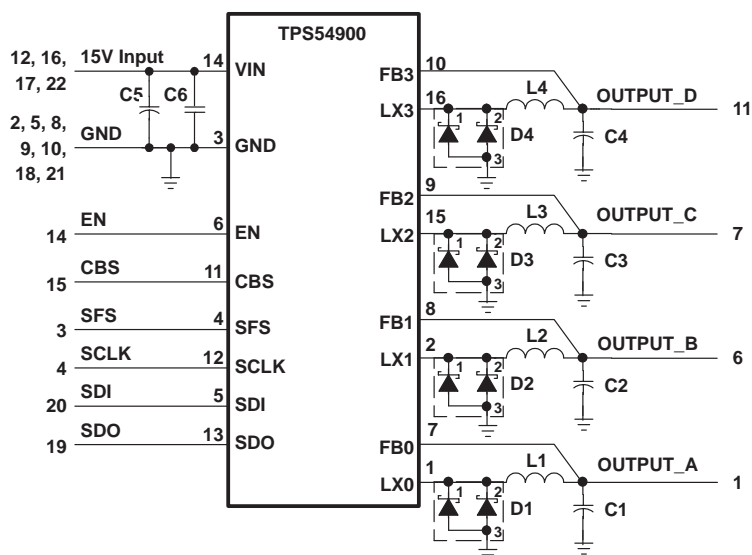 TPS54900
12, 16,
17, 22
15V Input
14
VIN
C5
C6
2, 5, 8,
9, 10,
18, 21
GND
3
GND
EN
14
6
EN
CBS
15
11
CBS
SFS
3
4
SFS
SCLK
4
12
SCLK
SDI
20
5
SDI
SDO
19
13
SDO
FB3
10
LX3
16
1
2
3
D4
L4
C4
OUTPUT_D
11
FB2
9
LX2
15
1
2
3
D3
L3
C3
OUTPUT_C
7
FB1
8
LX1
2
1
2
3
D2
L2
C2
OUTPUT_B
6
FB0
7
LX0
1
1
2
3
D1
L1
C1
OUTPUT_A
1